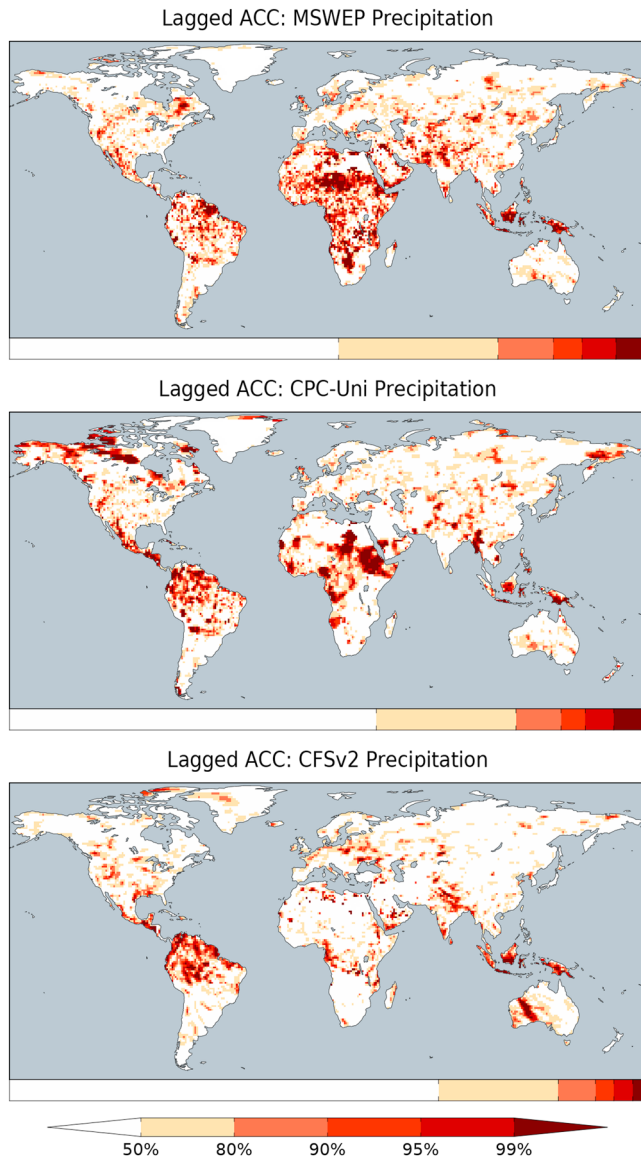 Lagged ACC: MSWEP Precipitation
Lagged ACC: CPC-Uni Precipitation
Lagged ACC: CFSv2 Precipitation
50% 80% 90% 95% 99%